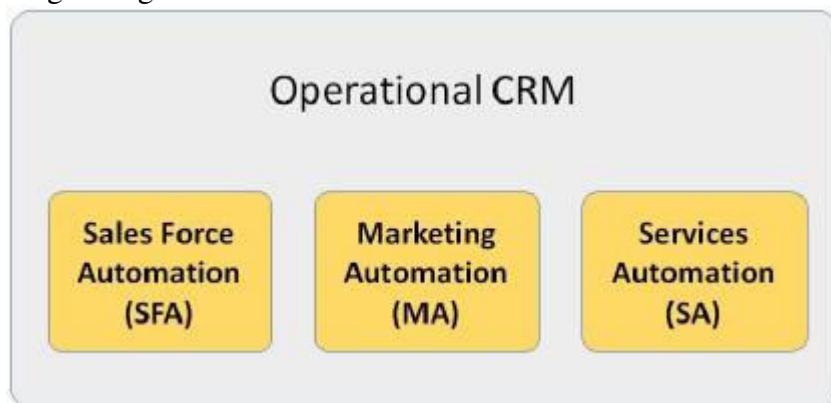 Operational CRM
Sales Force
Automation
(SFA)
Marketing
Automation
(MA)
Services
Automation
(SA)